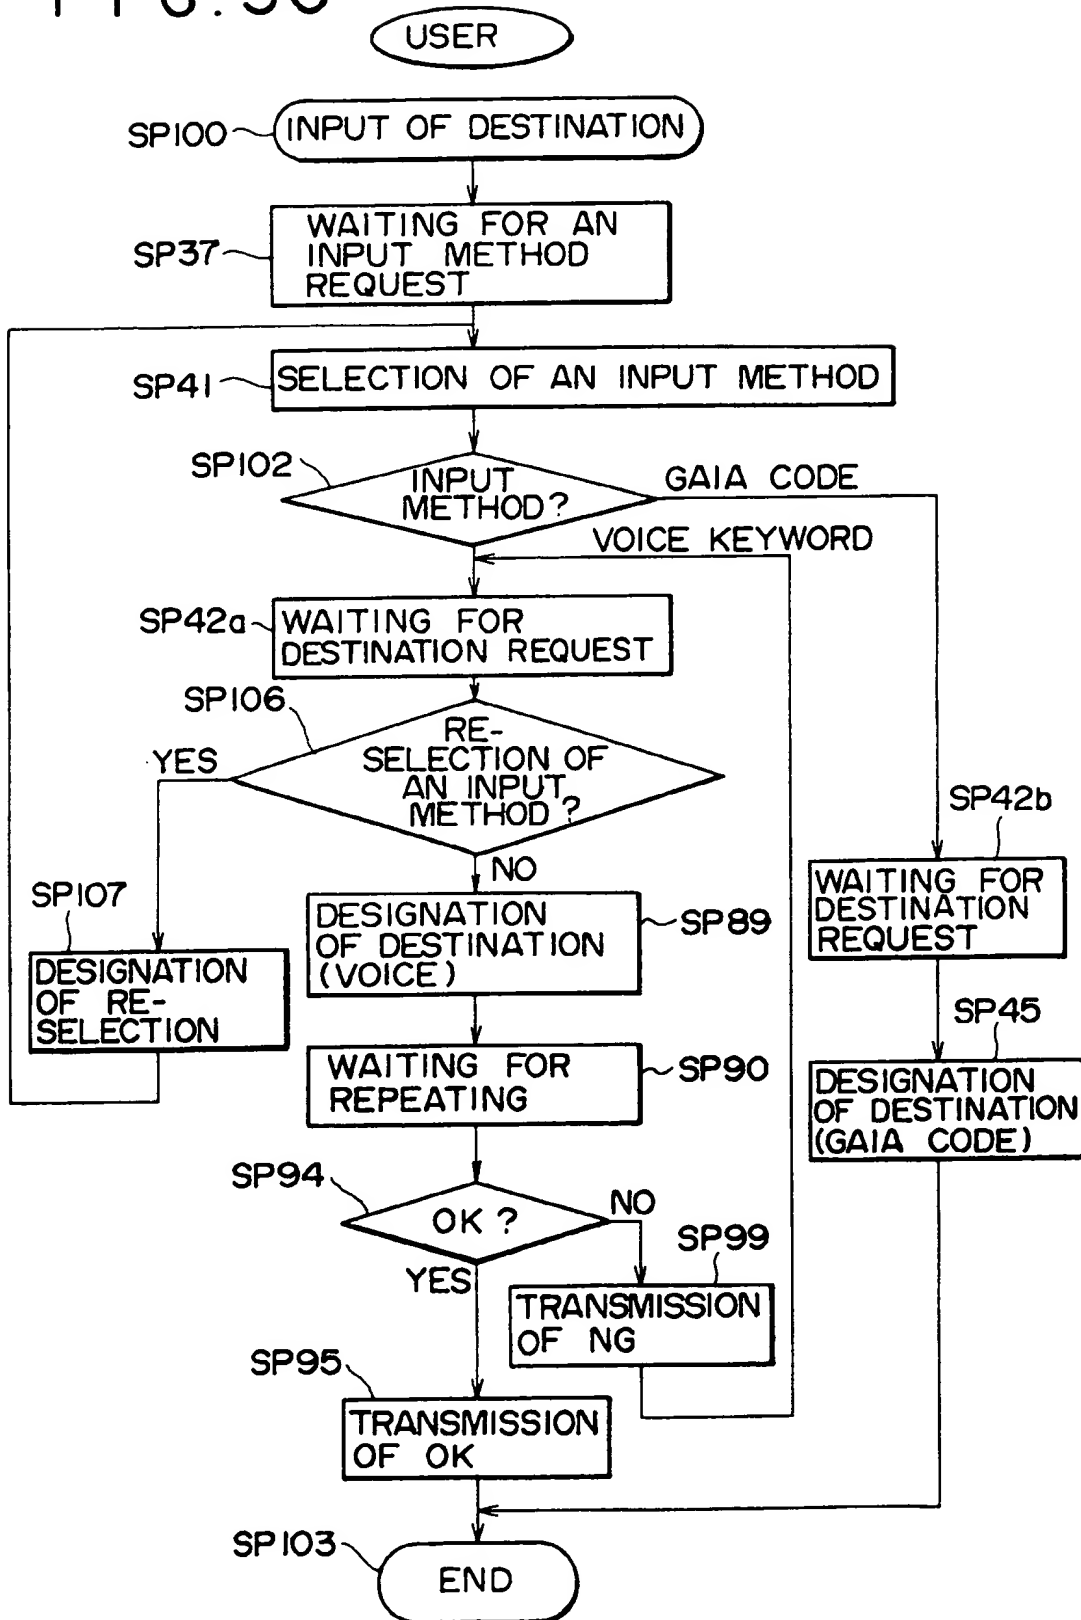 USER
SP100
INPUT OF DESTINATION
SP37
WAITING FOR AN
INPUT METHOD
REQUEST
SP41
SELECTION OF AN INPUT METHOD
SP102
INPUT
METHOD?
GAIA CODE
VOICE KEYWORD
SP42a
WAITING FOR
DESTINATION REQUEST
SP106
RE-
SELECTION OF
AN INPUT
METHOD?
YES
NO
SP107
DESIGNATION
OF RE-
SELECTION
DESIGNATION
OF DESTINATION
(VOICE)
SP89
SP42b
WAITING FOR
DESTINATION
REQUEST
WAITING FOR
REPEATING
SP90
SP45
DESIGNATION
OF DESTINATION
(GAIA CODE)
SP94
OK?
NO
YES
SP99
TRANSMISSION
OF NG
SP95
TRANSMISSION
OF OK
SP103
END